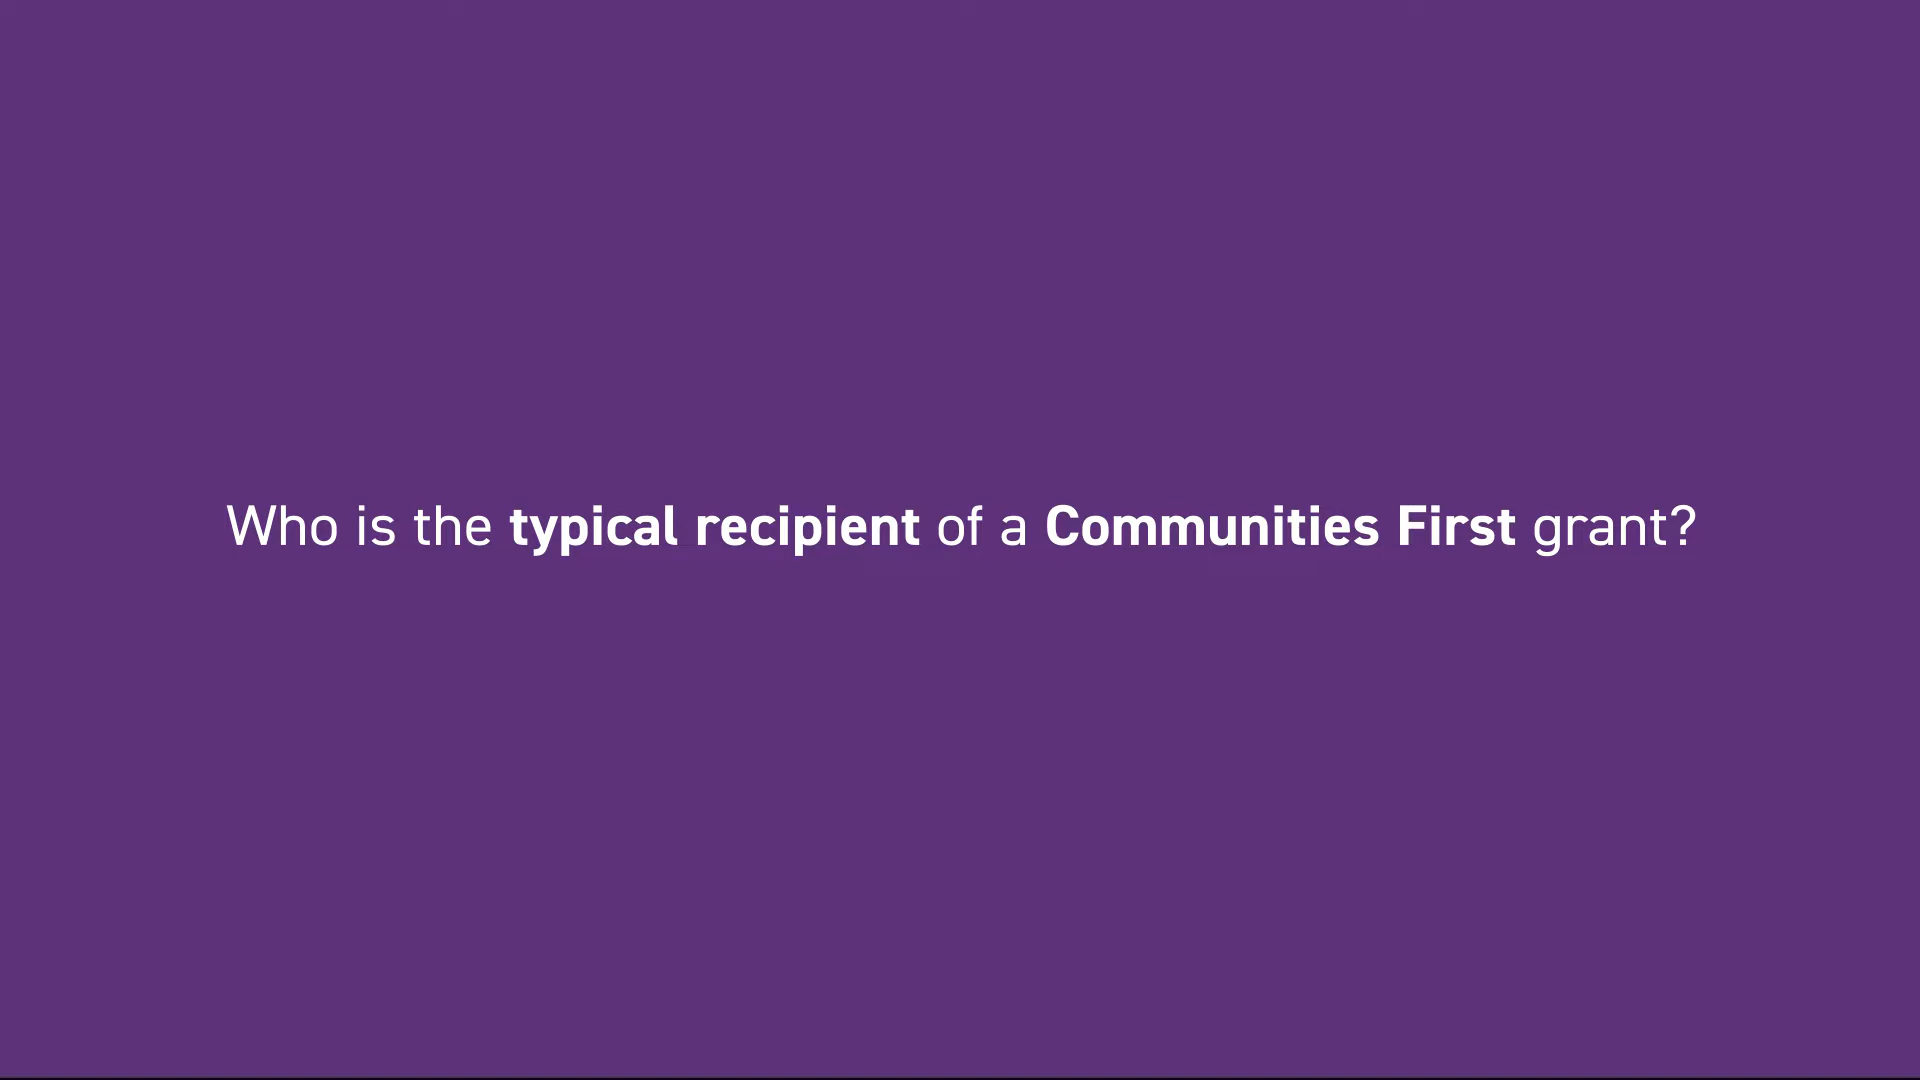 Who is the typical recipient of a Communities First grant?